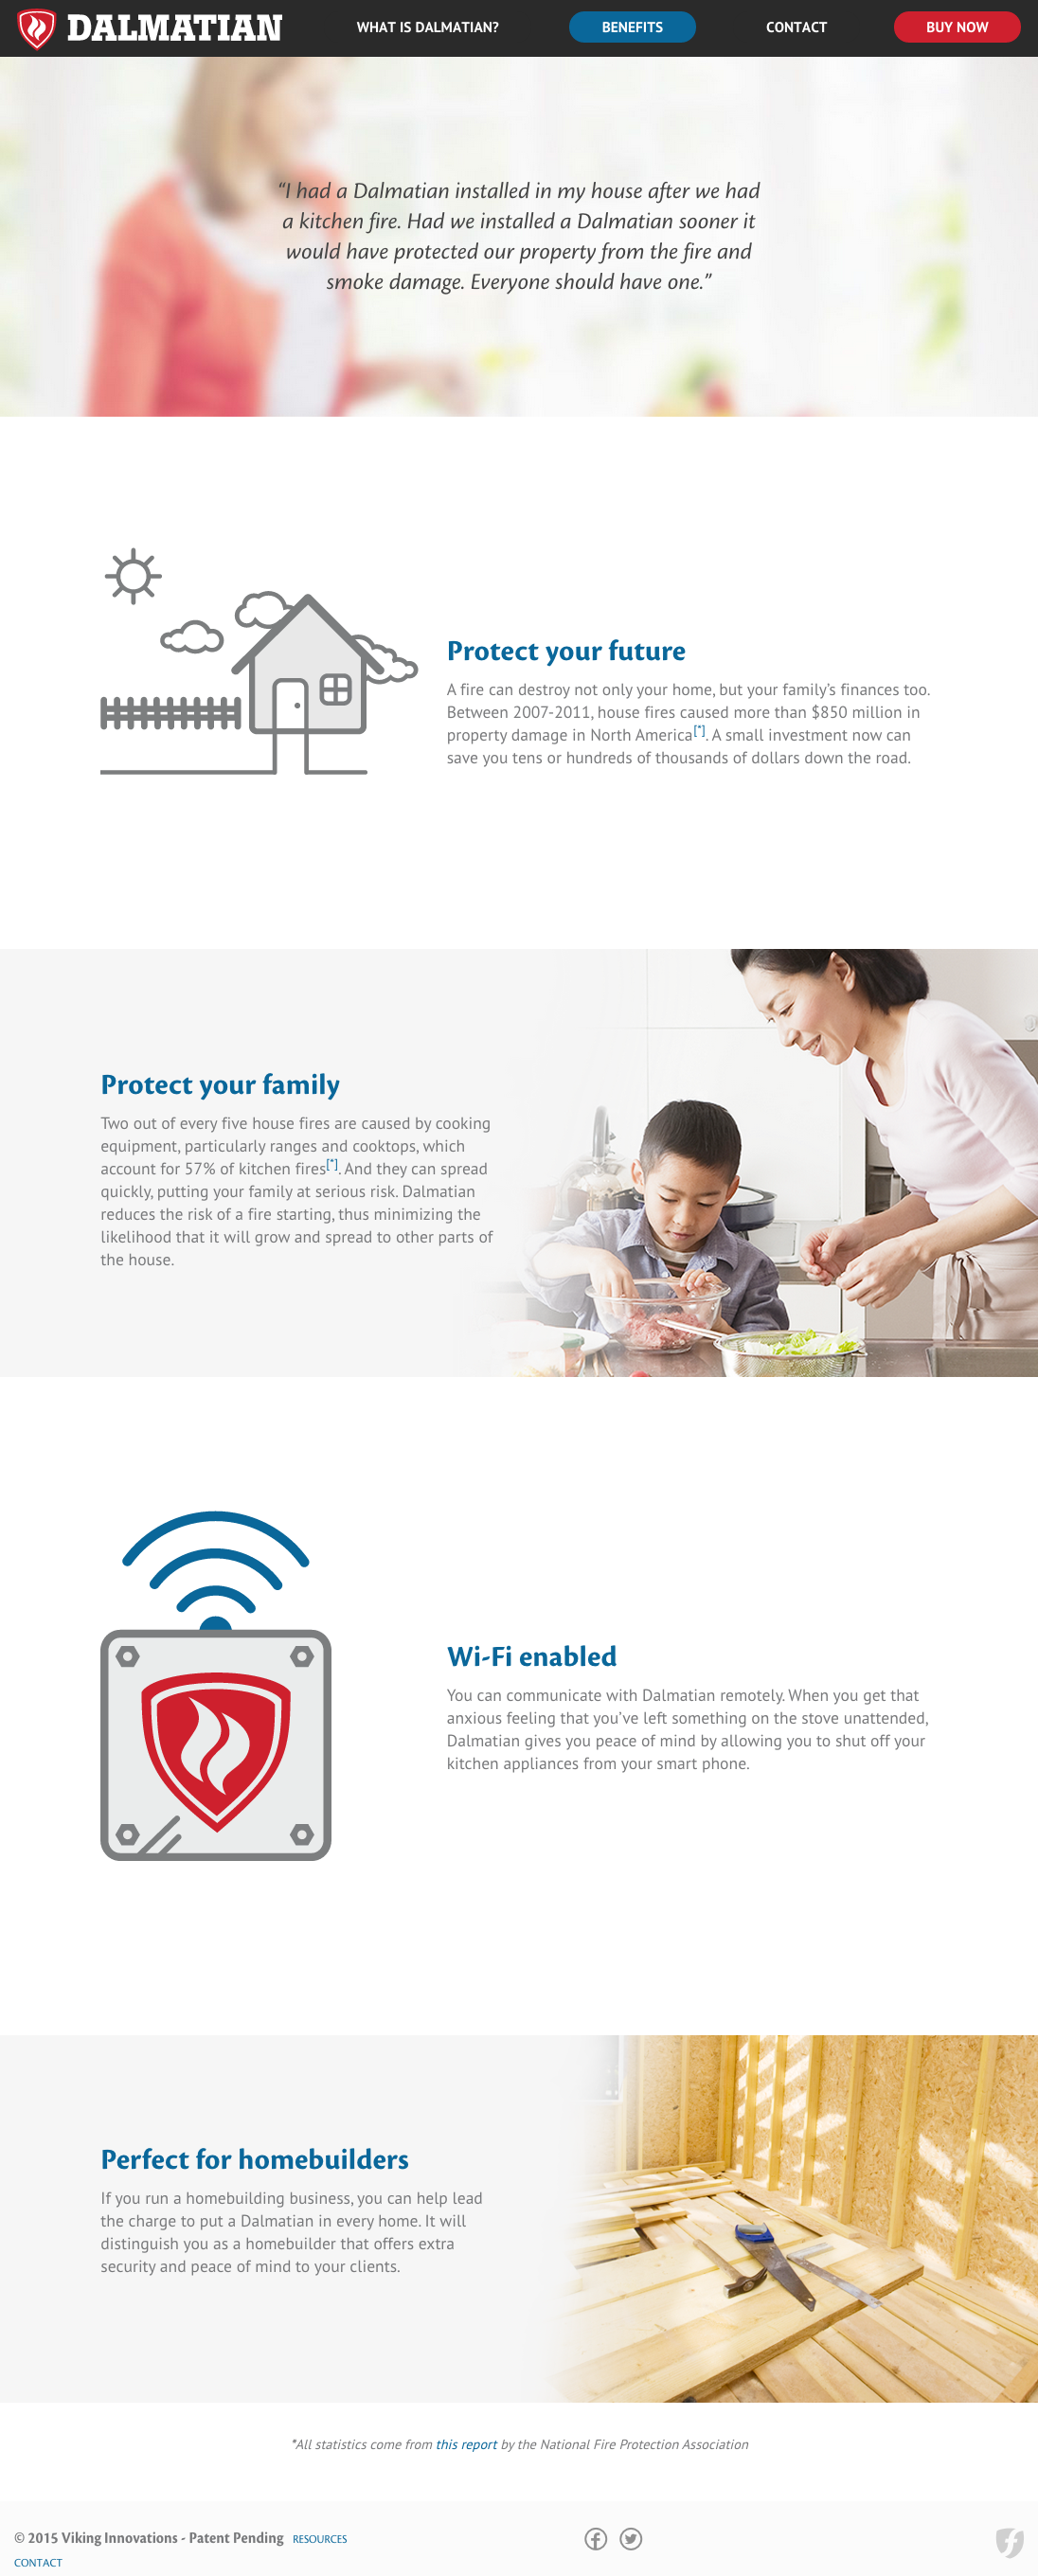 DALMATIAN
WHAT IS DALMATIAN?
BENEFITS
CONTACT
BUY NOW
“I had a Dalmatian installed in my house after we had
a kitchen fire. Had we installed a Dalmatian sooner it
would have protected our property from the fire and
smoke damage. Everyone should have one.”
Protect your future
A fire can destroy not only your home, but your family’s finances too.
Between 2007-2011, house fires caused more than $850 million in
property damage in North America[*]. A small investment now can
save you tens or hundreds of thousands of dollars down the road.
Protect your family
Two out of every five house fires are caused by cooking
equipment, particularly ranges and cooktops, which
account for 57% of kitchen fires[*]. And they can spread
quickly, putting your family at serious risk. Dalmatian
reduces the risk of a fire starting, thus minimizing the
likelihood that it will grow and spread to other parts of
the house.
Wi-Fi enabled
You can communicate with Dalmatian remotely. When you get that
anxious feeling that you’ve left something on the stove unattended,
Dalmatian gives you peace of mind by allowing you to shut off your
kitchen appliances from your smart phone.
Perfect for homebuilders
If you run a homebuilding business, you can help lead
the charge to put a Dalmatian in every home. It will
distinguish you as a homebuilder that offers extra
security and peace of mind to your clients.
*All statistics come from this report by the National Fire Protection Association
© 2015 Viking Innovations - Patent Pending RESOURCES
CONTACT